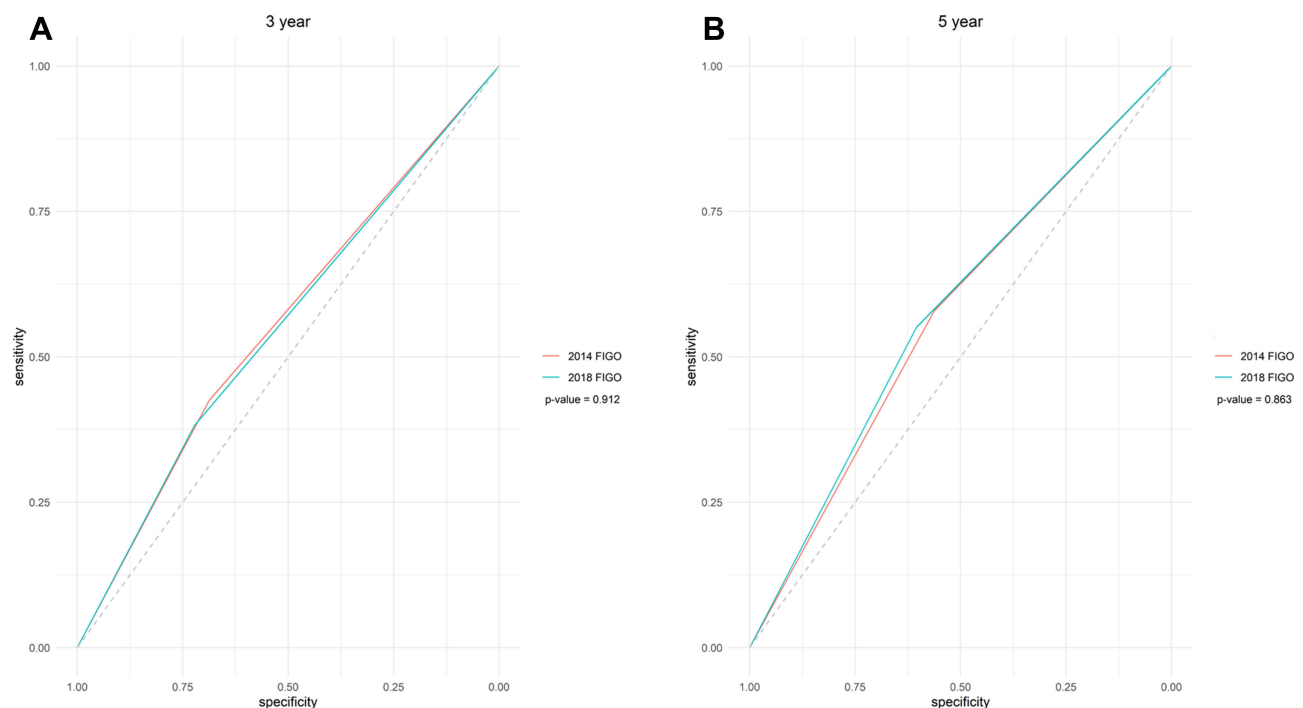 A
3 year
1.00
0.75
0.50
0.25
0.00
sensitivity
1.00
0.75
0.50
0.25
0.00
specificity
2014 FIGO
2018 FIGO
p-value = 0.912
B
5 year
1.00
0.75
0.50
0.25
0.00
sensitivity
1.00
0.75
0.50
0.25
0.00
specificity
2014 FIGO
2018 FIGO
p-value = 0.863